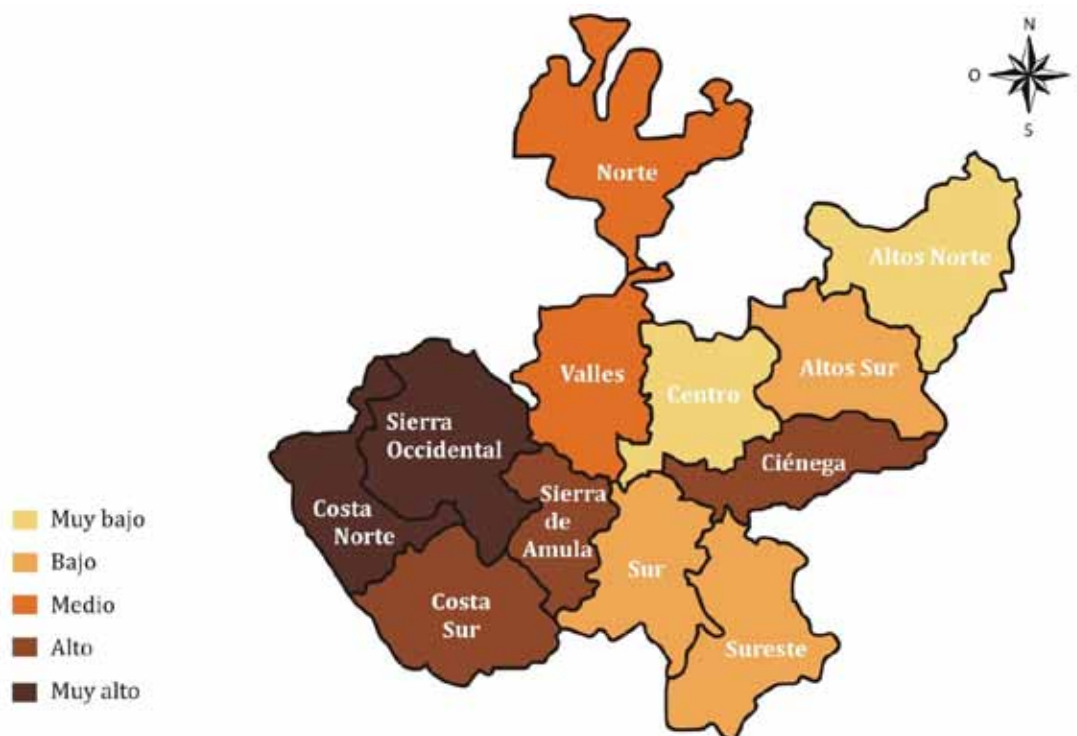 N
O
S
Norte
Altos Norte
Valles
Centro
Altos Sur
Sierra
Occidental
Ciénega
Costa
Norte
Sierra
de
Amula
Sur
Costa
Sur
Sureste
Muy bajo
Bajo
Medio
Alto
Muy alto